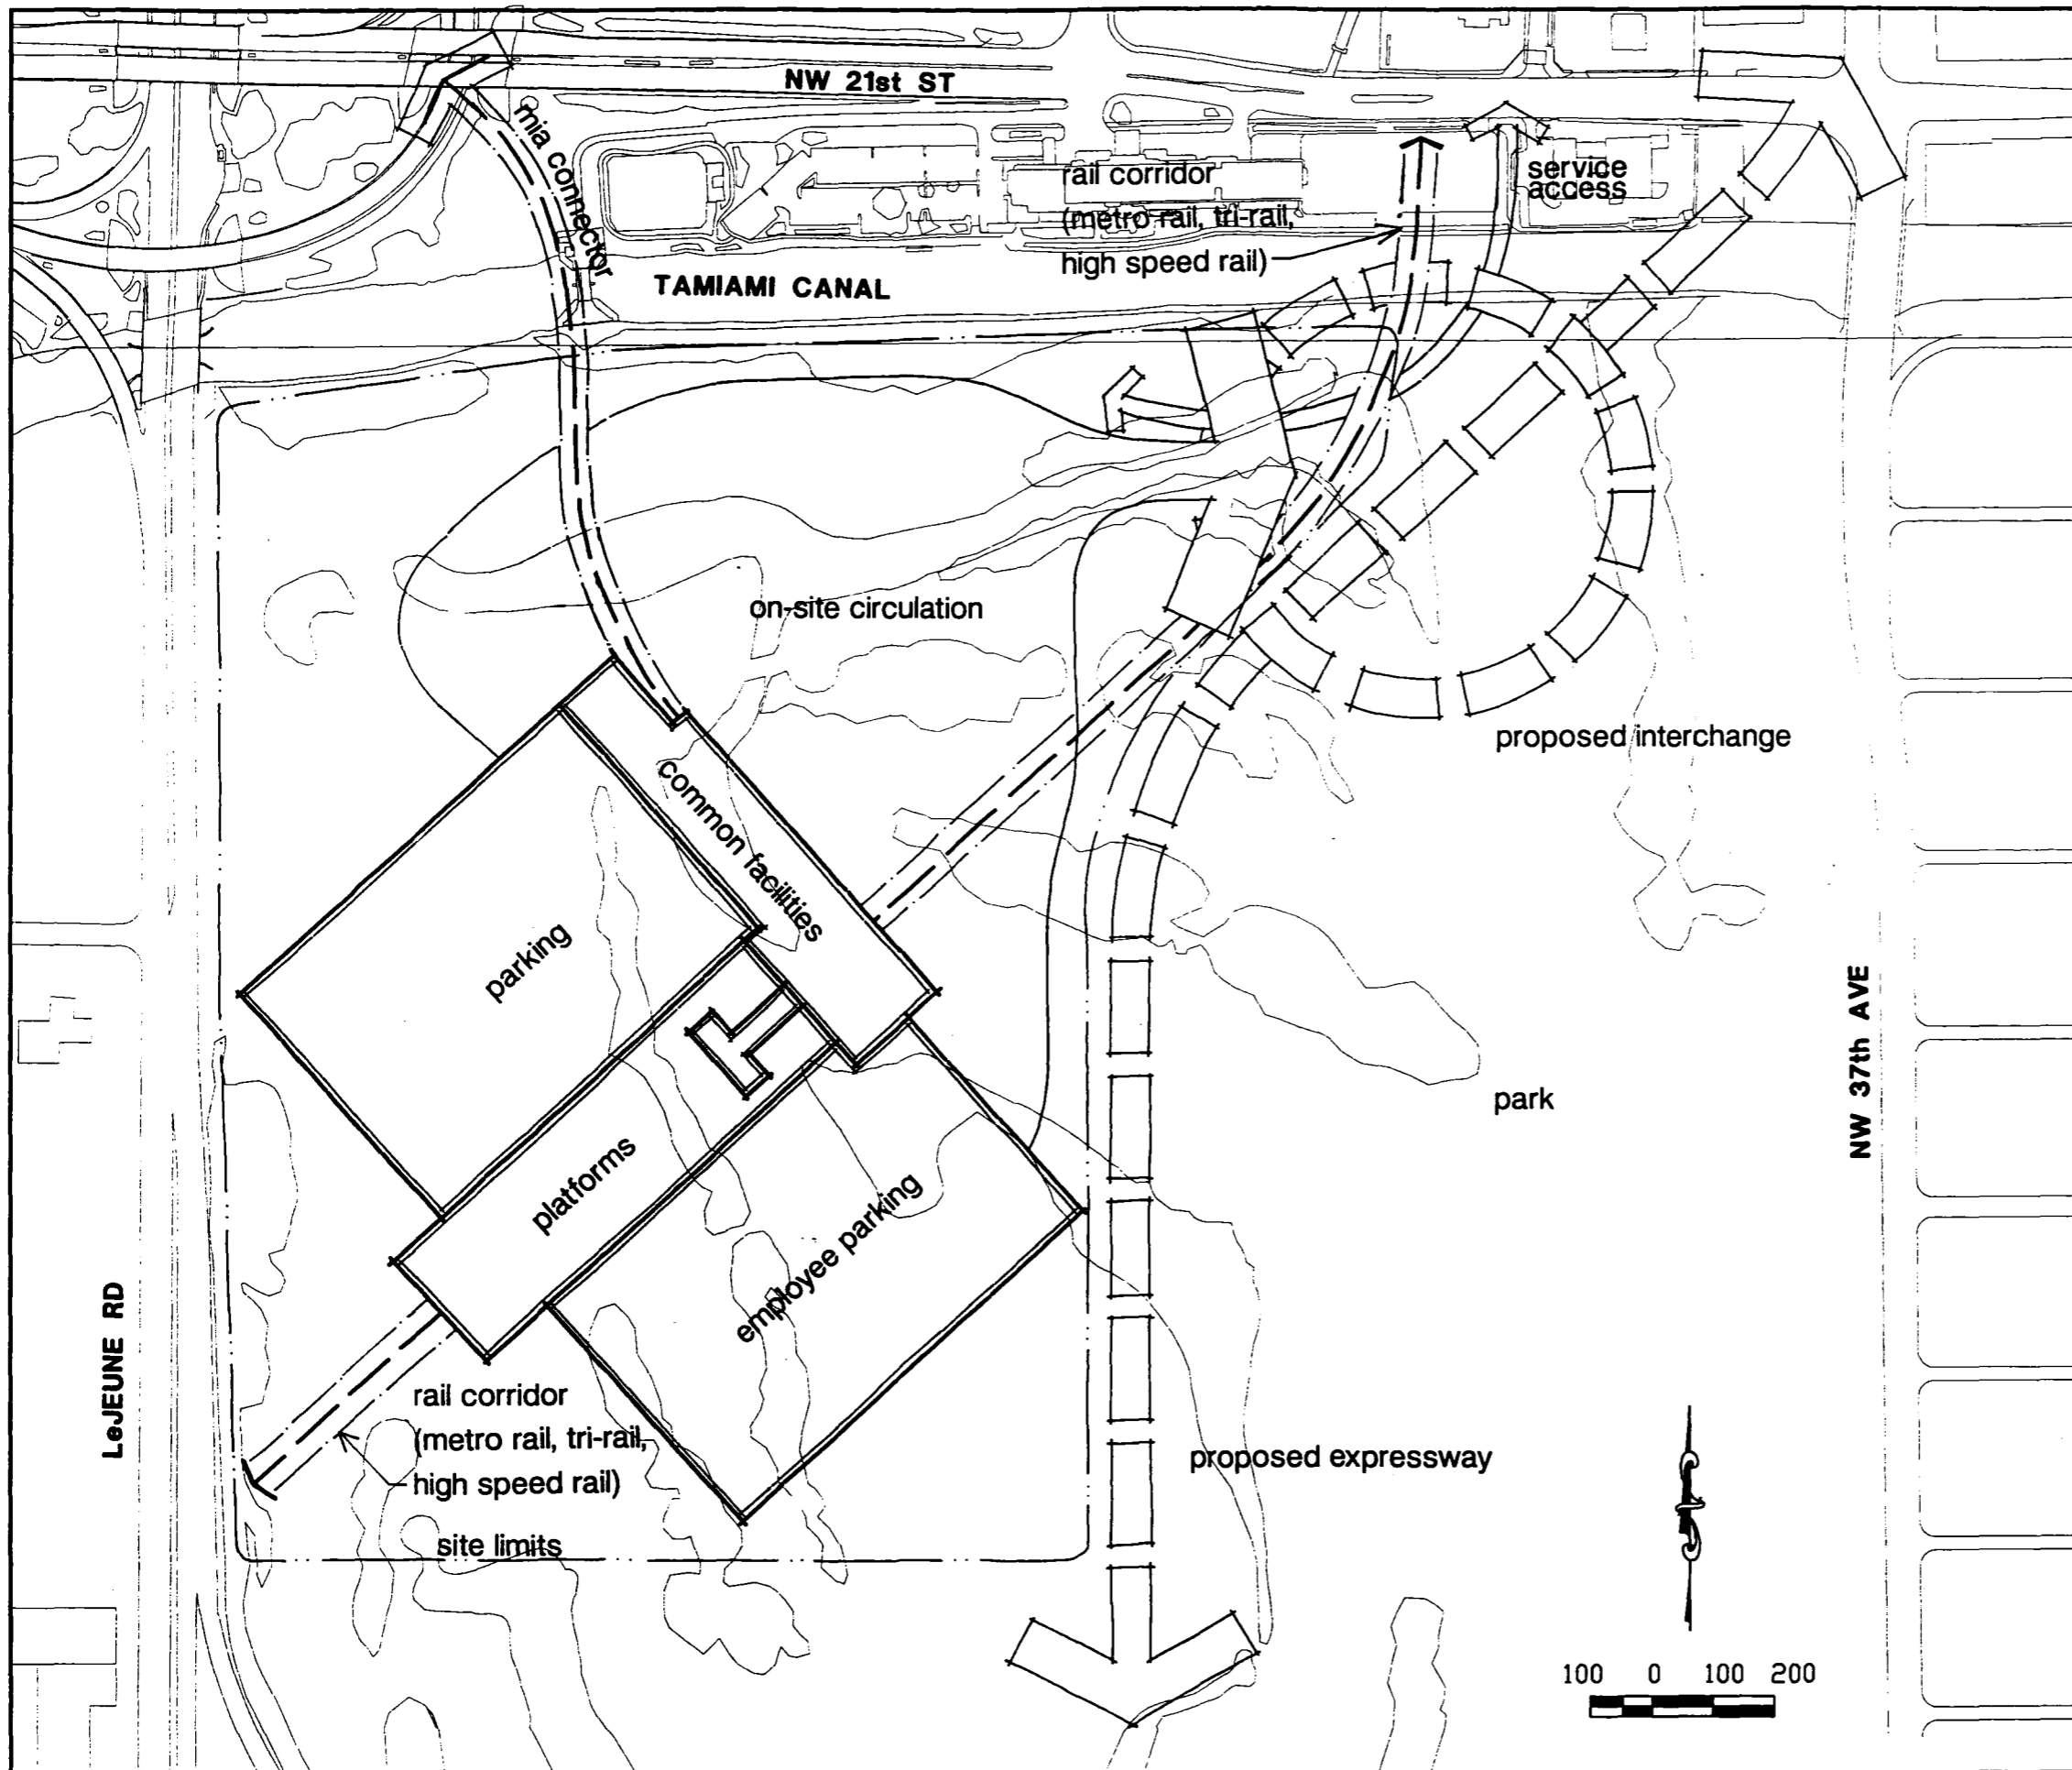 NW 21st ST
mia connector
rail corridor
(metro rail, tri-rail,
high speed rail)
service
access
TAMIAMI CANAL
on-site circulation
proposed interchange
common facilities
parking
NW 37th AVE
park
platforms
employee parking
LeJEUNE RD
rail corridor
(metro rail, tri-rail,
high speed rail)
proposed expressway
site limits
100 0 100 200